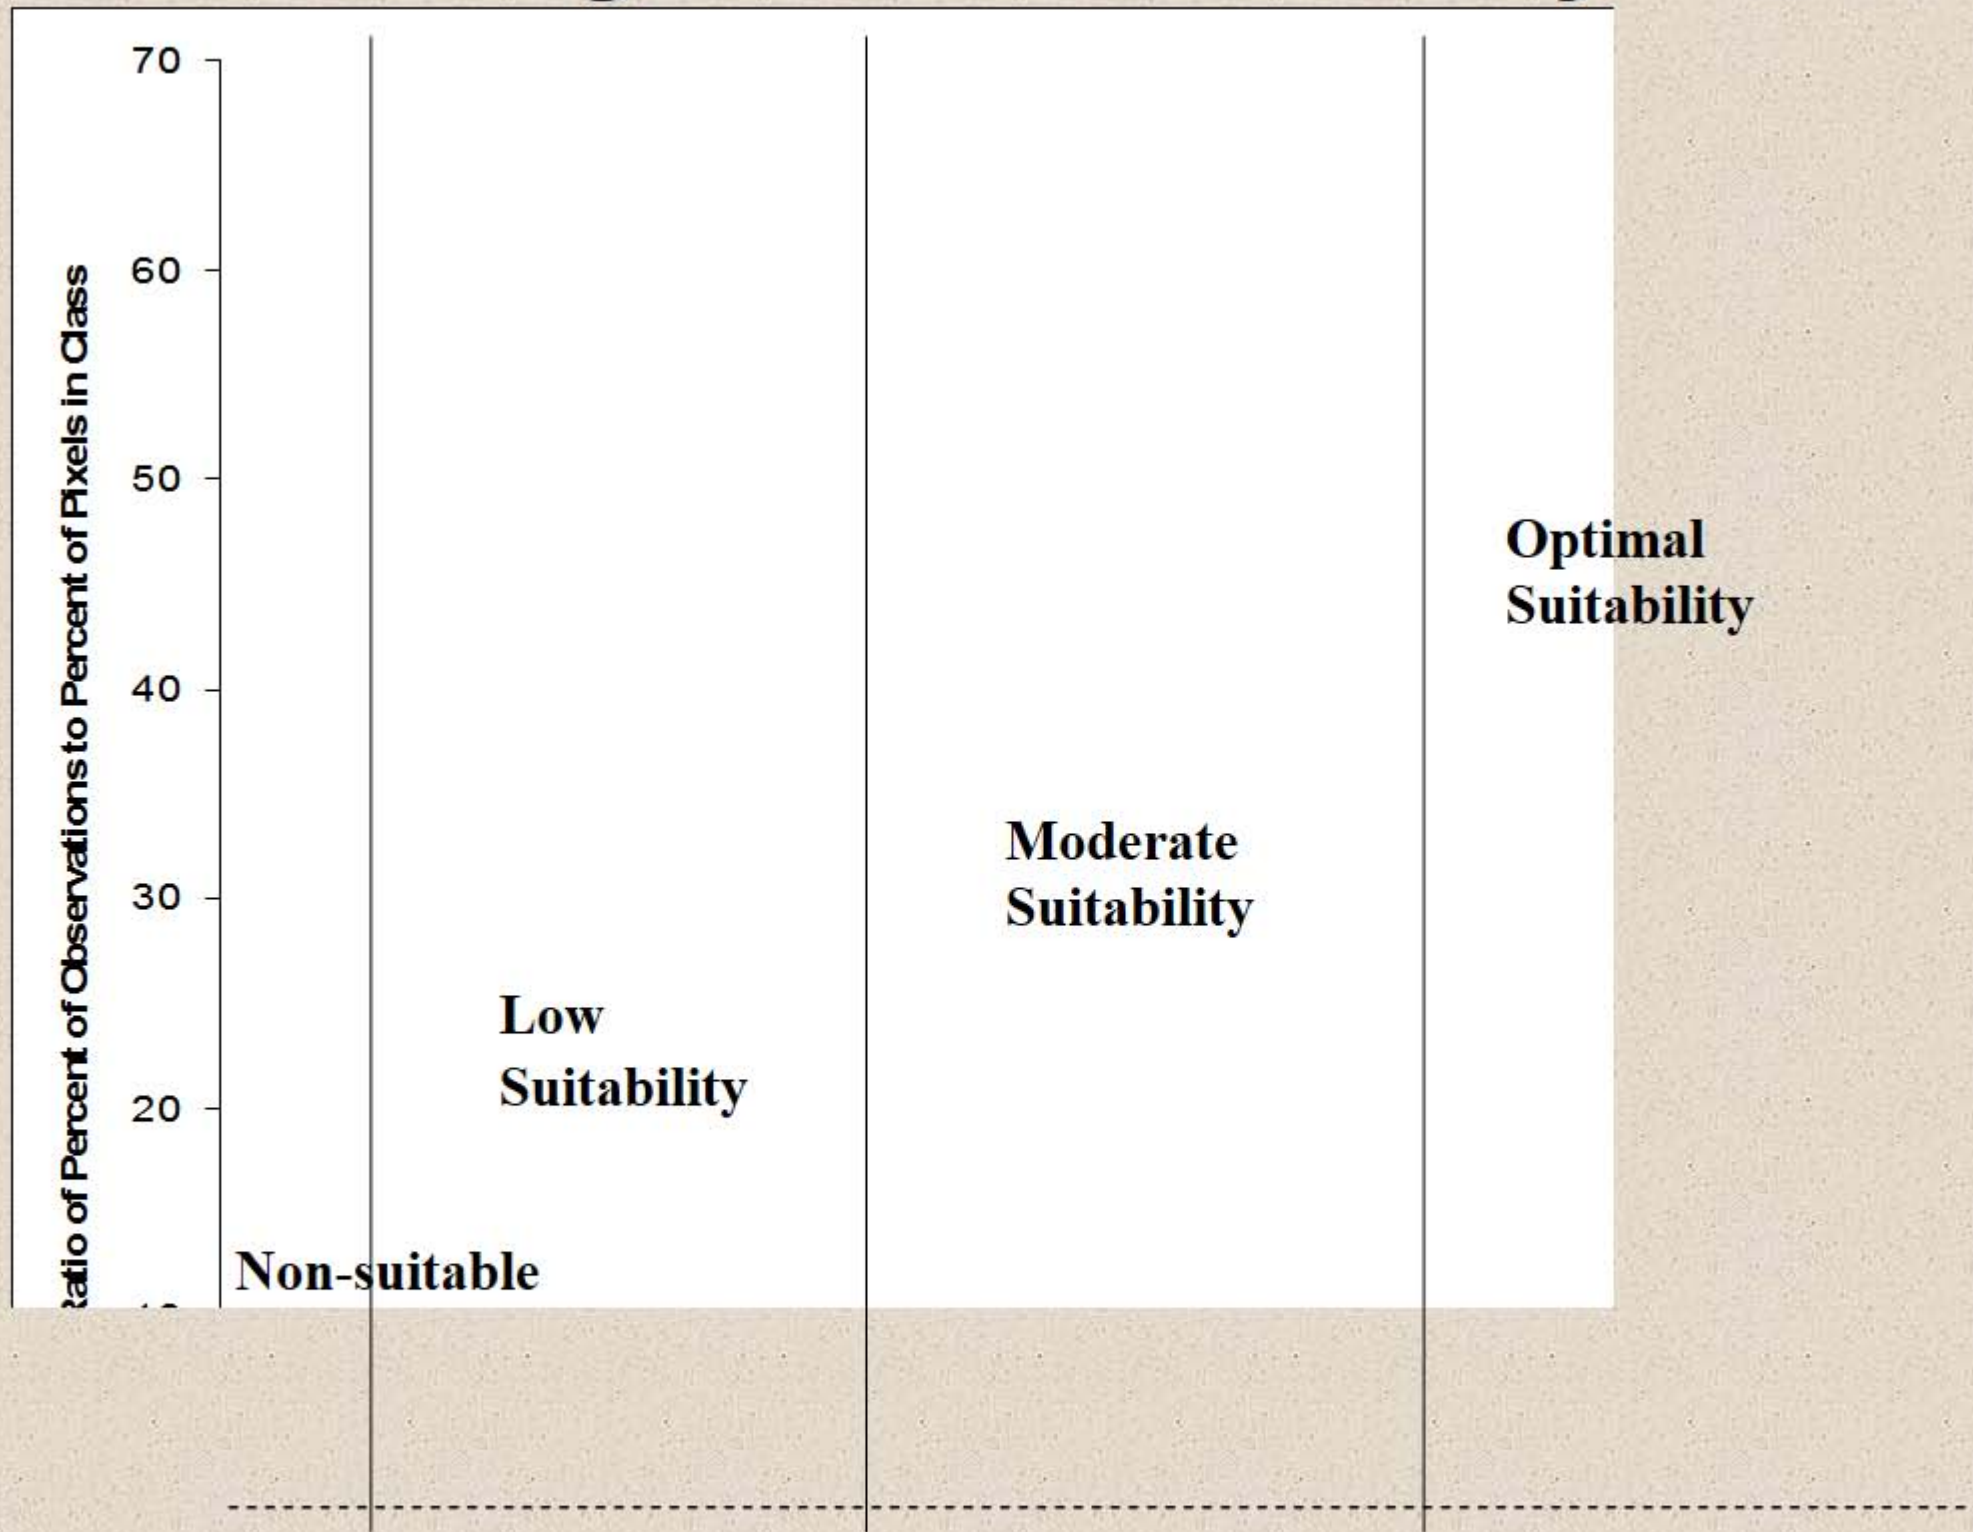 70
60
50
40
30
20
Ratio of Percent of Observations to Percent of Pixels in Class
Optimal
Suitability
Moderate
Suitability
Low
Suitability
Non-suitable